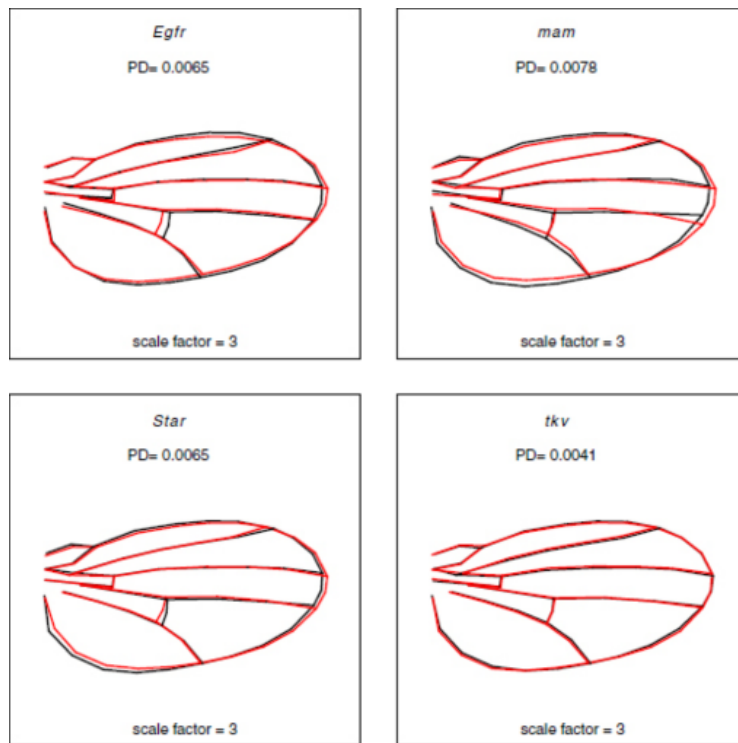 Egfr
PD= 0.0065
scale factor = 3
mam
PD= 0.0078
scale factor = 3
Star
PD= 0.0065
scale factor = 3
tkv
PD= 0.0041
scale factor = 3